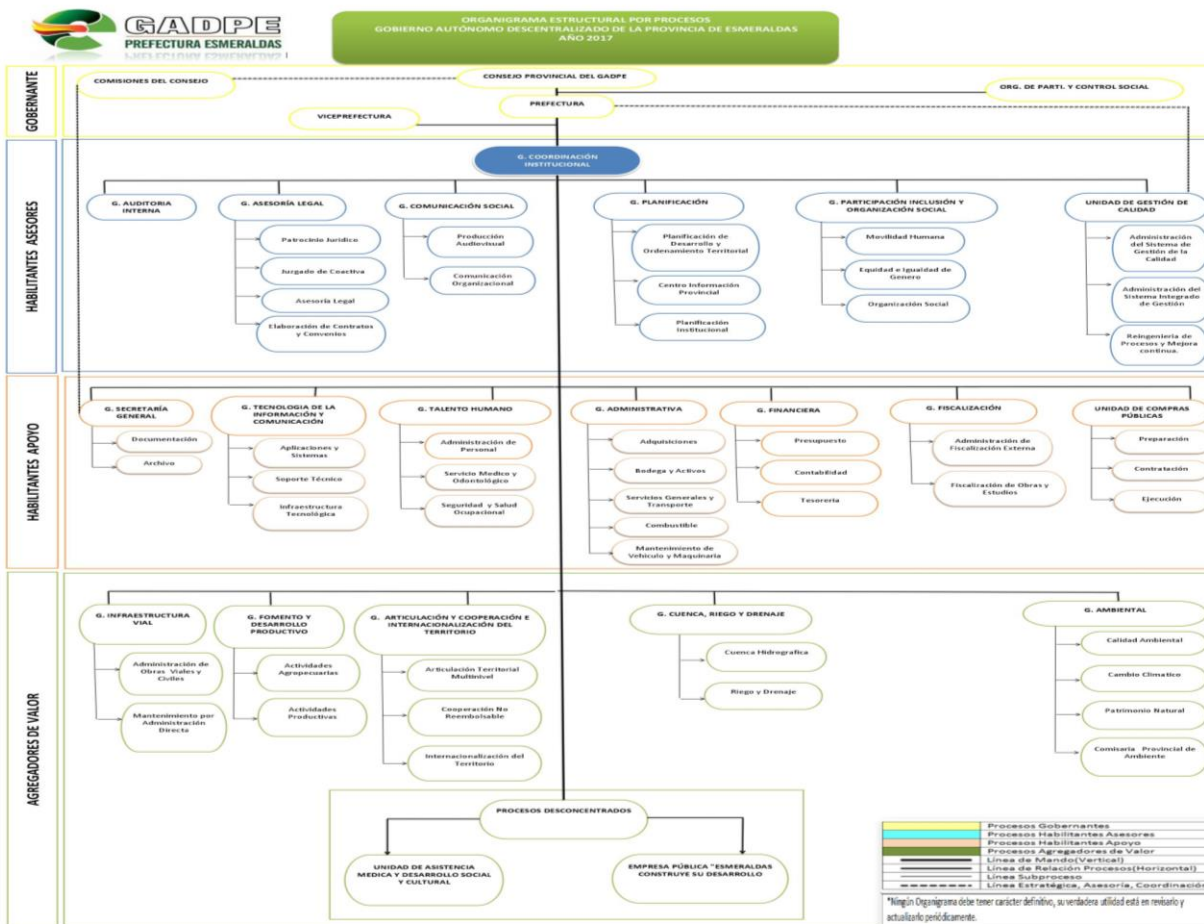 GADPE
PREFECTURA ESMERALDAS
ORGANIGRAMA ESTRUCTURAL POR PROCESOS
GOBIERNO AUTÓNOMO DESCENTRALIZADO DE LA PROVINCIA DE ESMERALDAS
AÑO 2017
GOBERNANTE
COMISIONES DEL CONSEJO
CONSEJO PROVINCIAL DEL GADPE
ORG. DE PARTI. Y CONTROL SOCIAL
PREFECTURA
VICEPREFECTURA
HABILITANTES ASESORES
G. COORDINACIÓN
INSTITUCIONAL
G. AUDITORIA
INTERNA
G. ASESORÍA LEGAL
Patrocinio Jurídico
Juzgado de Coactiva
Asesoría Legal
Elaboración de Contratos
y Convenios
G. COMUNICACIÓN SOCIAL
Producción
Audiovisual
Comunicación
Organizacional
G. PLANIFICACIÓN
Planificación de
Desarrollo y
Ordenamiento Territorial
Centro Información
Provincial
Planificación
Institucional
G. PARTICIPACIÓN INCLUSIÓN Y
ORGANIZACIÓN SOCIAL
Movilidad Humana
Equidad e Igualdad de
Genero
Organización Social
UNIDAD DE GESTIÓN DE
CALIDAD
Administración
del Sistema de
Gestión de la
Calidad
Administración del
Sistema Integrado
de Gestión
Reingeniería de
Procesos y Mejora
continua.
HABILITANTES APOYO
G. SECRETARÍA
GENERAL
Documentación
Archivo
G. TECNOLOGIA DE LA
INFORMACIÓN Y
COMUNICACIÓN
Aplicaciones y
Sistemas
Soporte Técnico
Infraestructura
Tecnológica
G. TALENTO HUMANO
Administración de
Personal
Servicio Medico y
Odontológico
Seguridad y Salud
Ocupacional
G. ADMINISTRATIVA
Adquisiciones
Bodega y Activos
Servicios Generales y
Transporte
Combustible
Mantenimiento de
Vehículo y Maquinaria
G. FINANCIERA
Presupuesto
Contabilidad
Tesorería
G. FISCALIZACIÓN
Administración de
Fiscalización Externa
Fiscalización de Obras y
Estudios
UNIDAD DE COMPRAS
PÚBLICAS
Preparación
Contratación
Ejecución
AGREGADORES DE VALOR
G. INFRAESTRUCTURA
VIAL
Administración de
Obras Viales y
Civiles
Mantenimiento por
Administración
Directa
G. FOMENTO Y
DESARROLLO
PRODUCTIVO
Actividades
Agropecuarias
Actividades
Productivas
G. ARTICULACIÓN Y COOPERACIÓN E
INTERNACIONALIZACIÓN DEL
TERRITORIO
Articulación Territorial
Multinivel
Cooperación No
Reembolsable
Internacionalización del
Territorio
G. CUENCA, RIEGO Y DRENAJE
Cuenca Hidrografica
Riego y Drenaje
G. AMBIENTAL
Calidad Ambiental
Cambio Climatico
Patrimonio Natural
Comisaria Provincial de
Ambiente
PROCESOS DESCONCENTRADOS
UNIDAD DE ASISTENCIA
MEDICA Y DESARROLLO SOCIAL
Y CULTURAL
EMPRESA PÚBLICA "ESMERALDAS
CONSTRUYE SU DESARROLLO
Procesos Gobernantes
Procesos Habilitantes Asesores
Procesos Habilitantes Apoyo
Procesos Agregadores de Valor
Línea de Mando(Vertical)
Línea de Relación Procesos(Horizontal)
Línea Subproceso
Línea Estratégica, Asesoría, Coordinación
*Ningún Organigrama debe tener carácter definitivo, su verdadera utilidad está en revisarlo y
actualizarlo periódicamente.